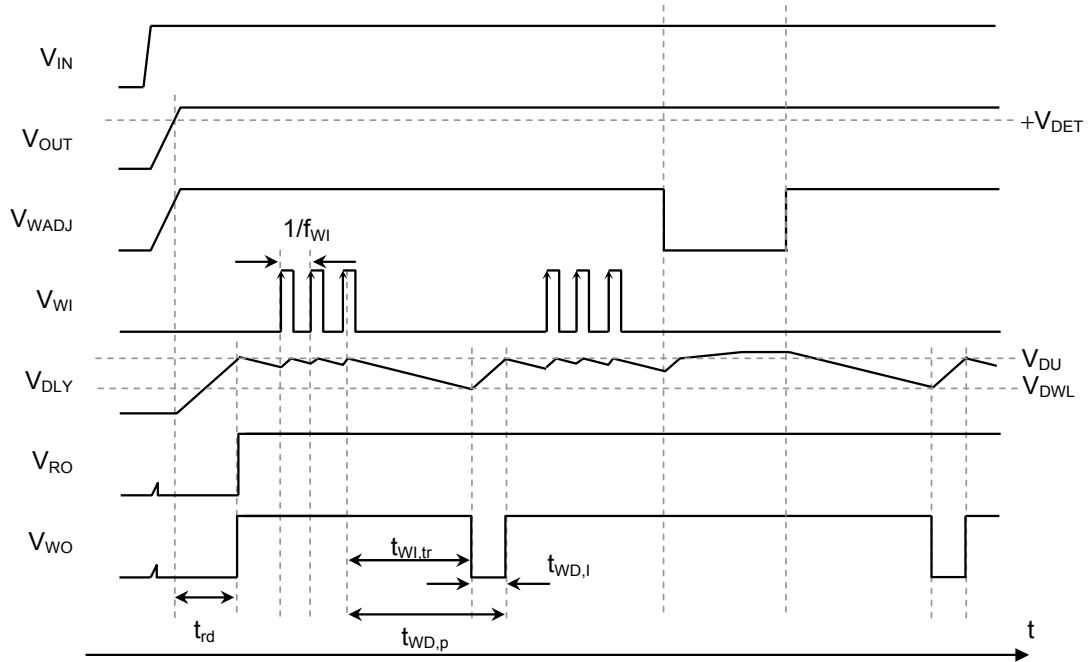 V_IN
V_OUT
+V_DET
V_WADJ
1/f_WI
V_WI
V_DLY
V_DU
V_DWL
V_RO
V_WO
t_WI,tr
t_WD,l
t_rd
t_WD,p
t